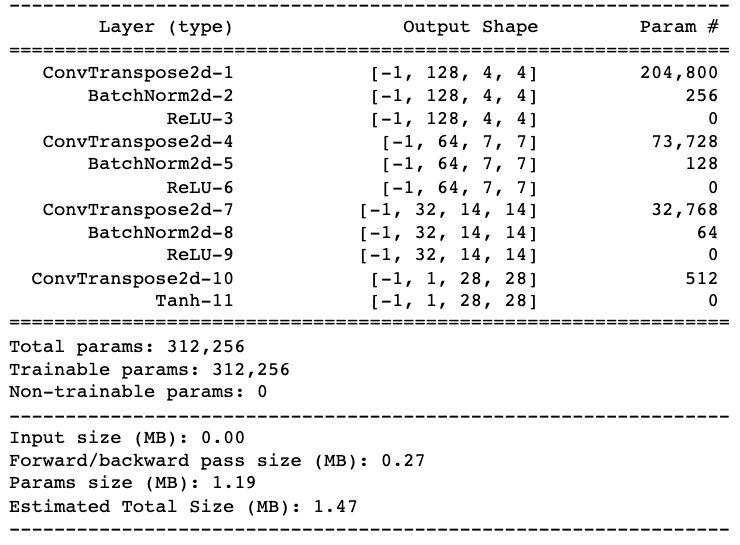 ----------------------------------------------------------------
        Layer (type)               Output Shape         Param #
================================================================
   ConvTranspose2d-1            [-1, 128, 4, 4]         204,800
       BatchNorm2d-2            [-1, 128, 4, 4]             256
              ReLU-3            [-1, 128, 4, 4]               0
   ConvTranspose2d-4             [-1, 64, 7, 7]          73,728
       BatchNorm2d-5             [-1, 64, 7, 7]             128
              ReLU-6             [-1, 64, 7, 7]               0
   ConvTranspose2d-7           [-1, 32, 14, 14]          32,768
       BatchNorm2d-8           [-1, 32, 14, 14]              64
              ReLU-9           [-1, 32, 14, 14]               0
  ConvTranspose2d-10            [-1, 1, 28, 28]             512
             Tanh-11            [-1, 1, 28, 28]               0
================================================================
Total params: 312,256
Trainable params: 312,256
Non-trainable params: 0
----------------------------------------------------------------
Input size (MB): 0.00
Forward/backward pass size (MB): 0.27
Params size (MB): 1.19
Estimated Total Size (MB): 1.47
----------------------------------------------------------------